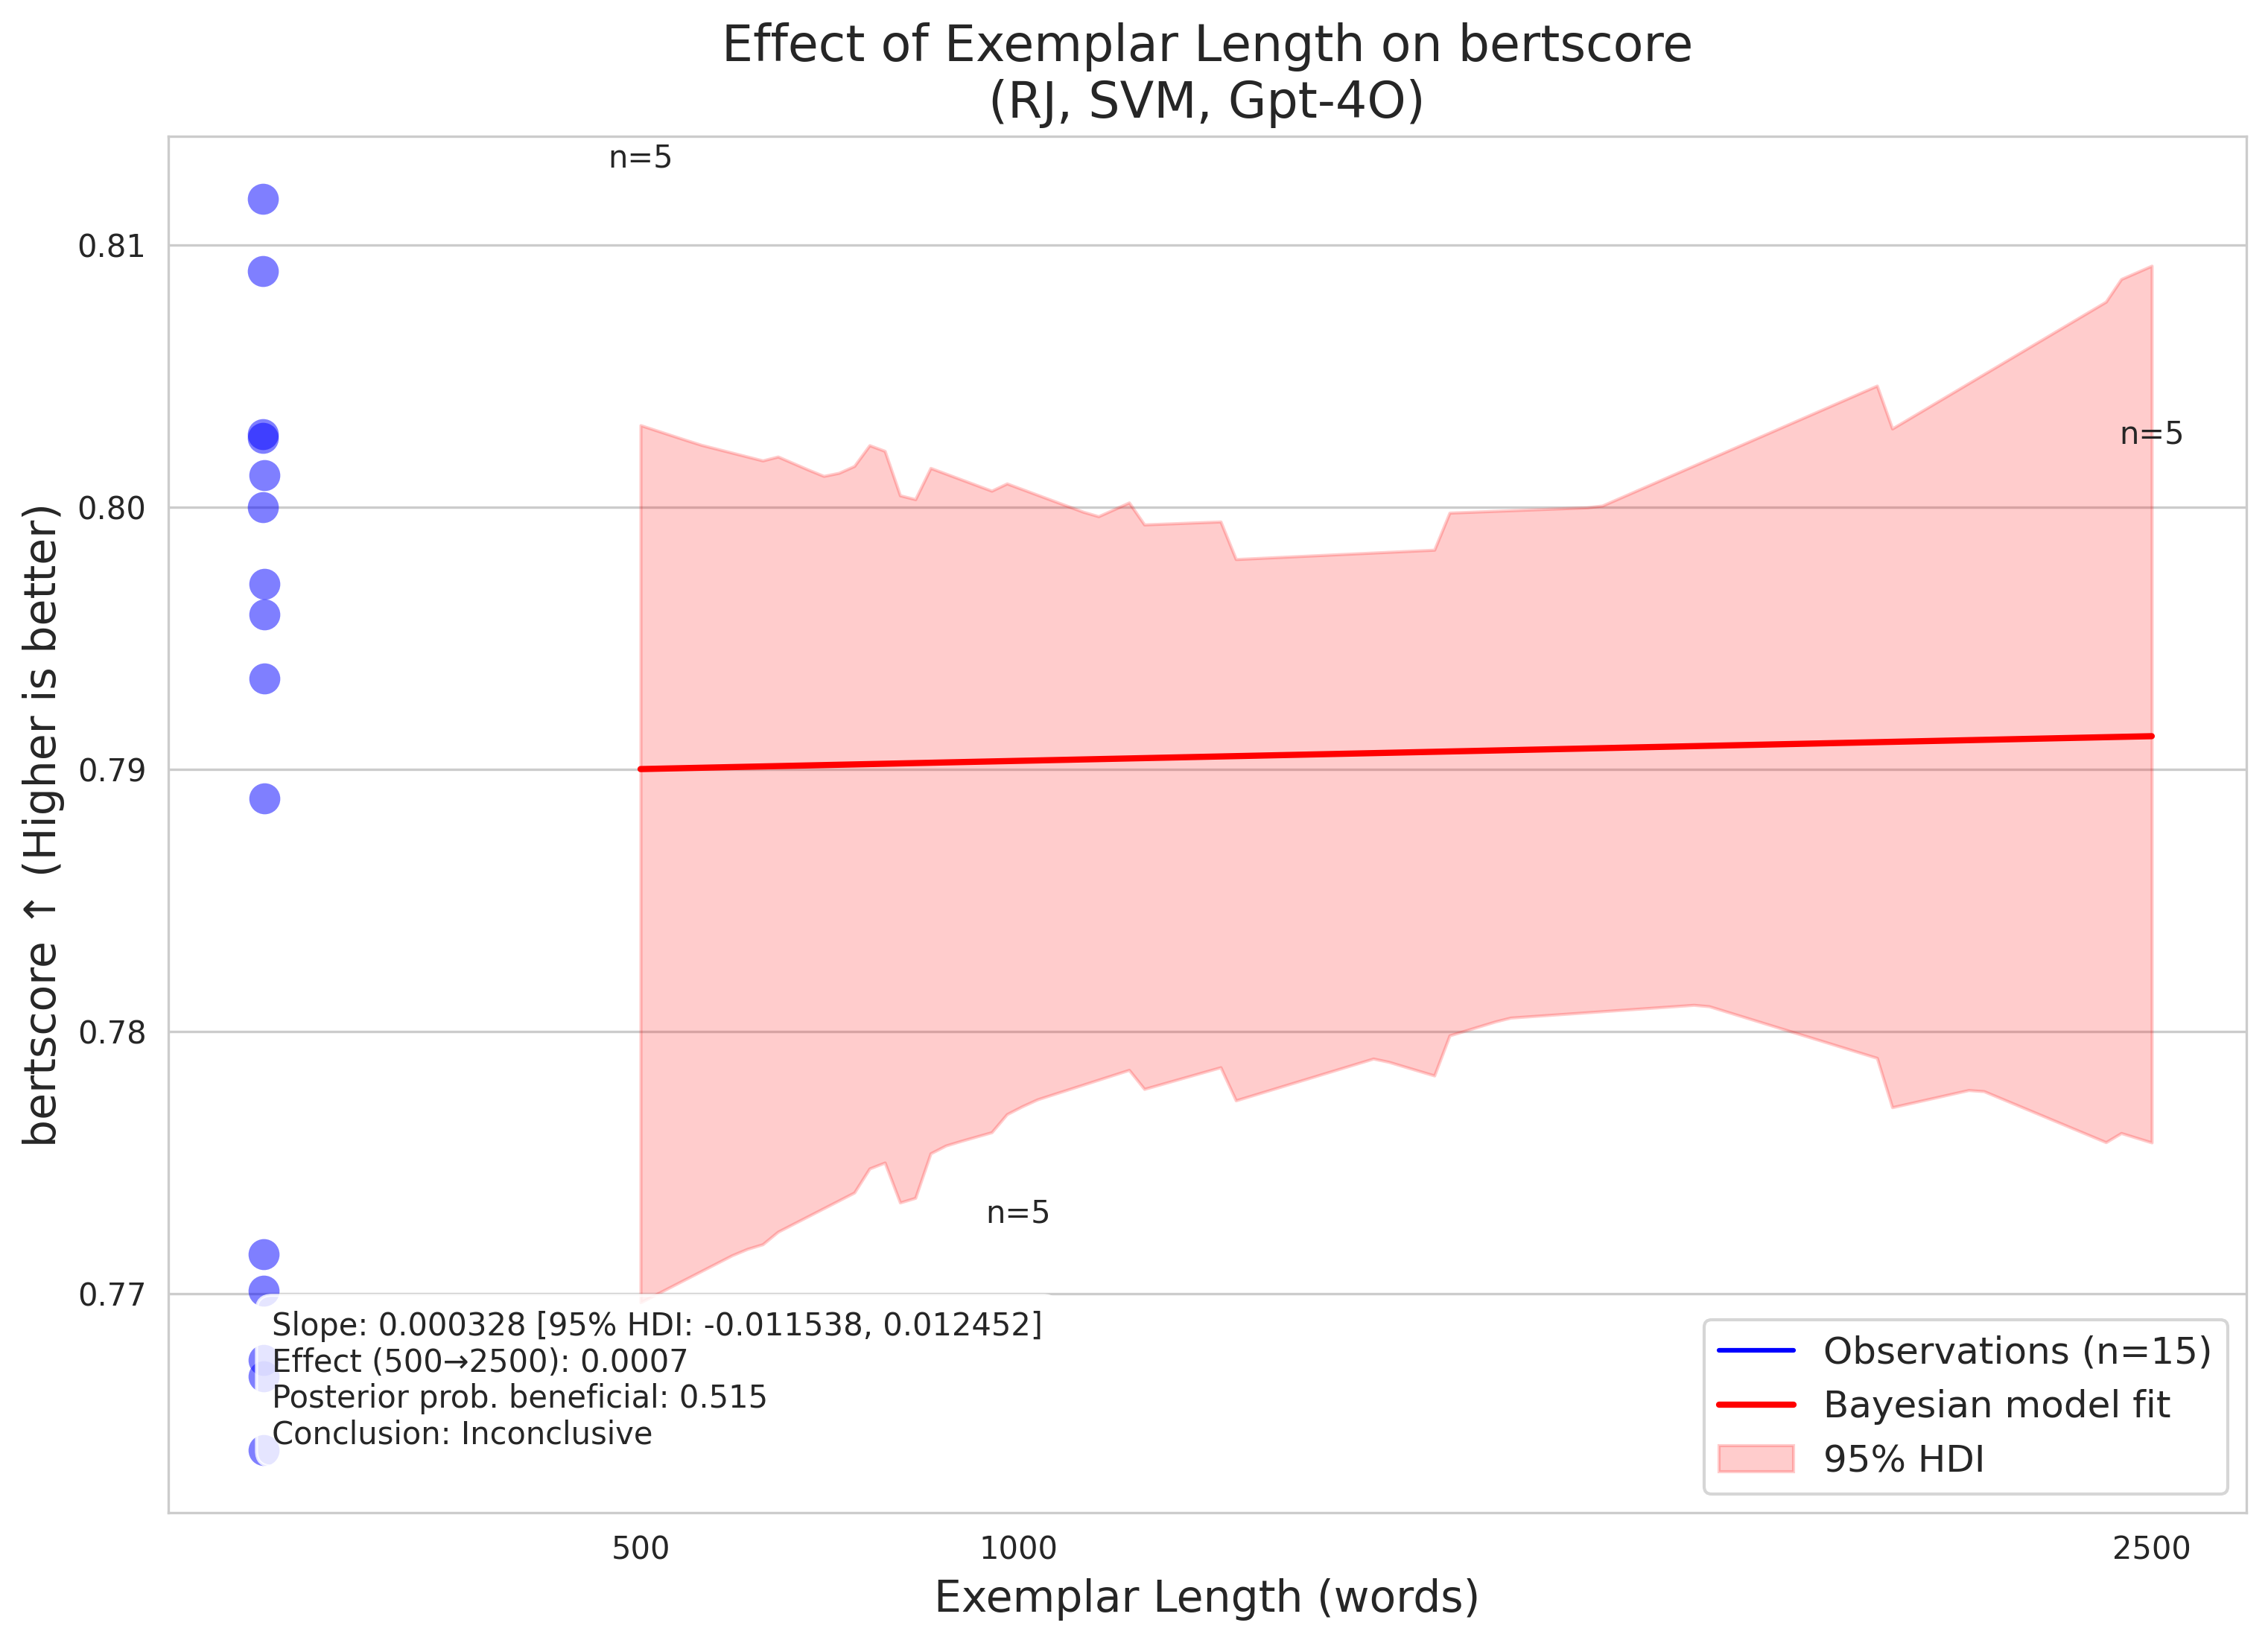 Effect of Exemplar Length on bertscore
(RJ, SVM, Gpt-4O)
n=5
0.81
n=5
0.80
0.79
bertscore ↑ (Higher is better)
0.78
n=5
0.77
Slope: 0.000328 [95% HDI: -0.011538, 0.012452]
Effect (500→2500): 0.0007
Posterior prob. beneficial: 0.515
Conclusion: Inconclusive
Observations (n=15)
Bayesian model fit
95% HDI
500
1000
2500
Exemplar Length (words)